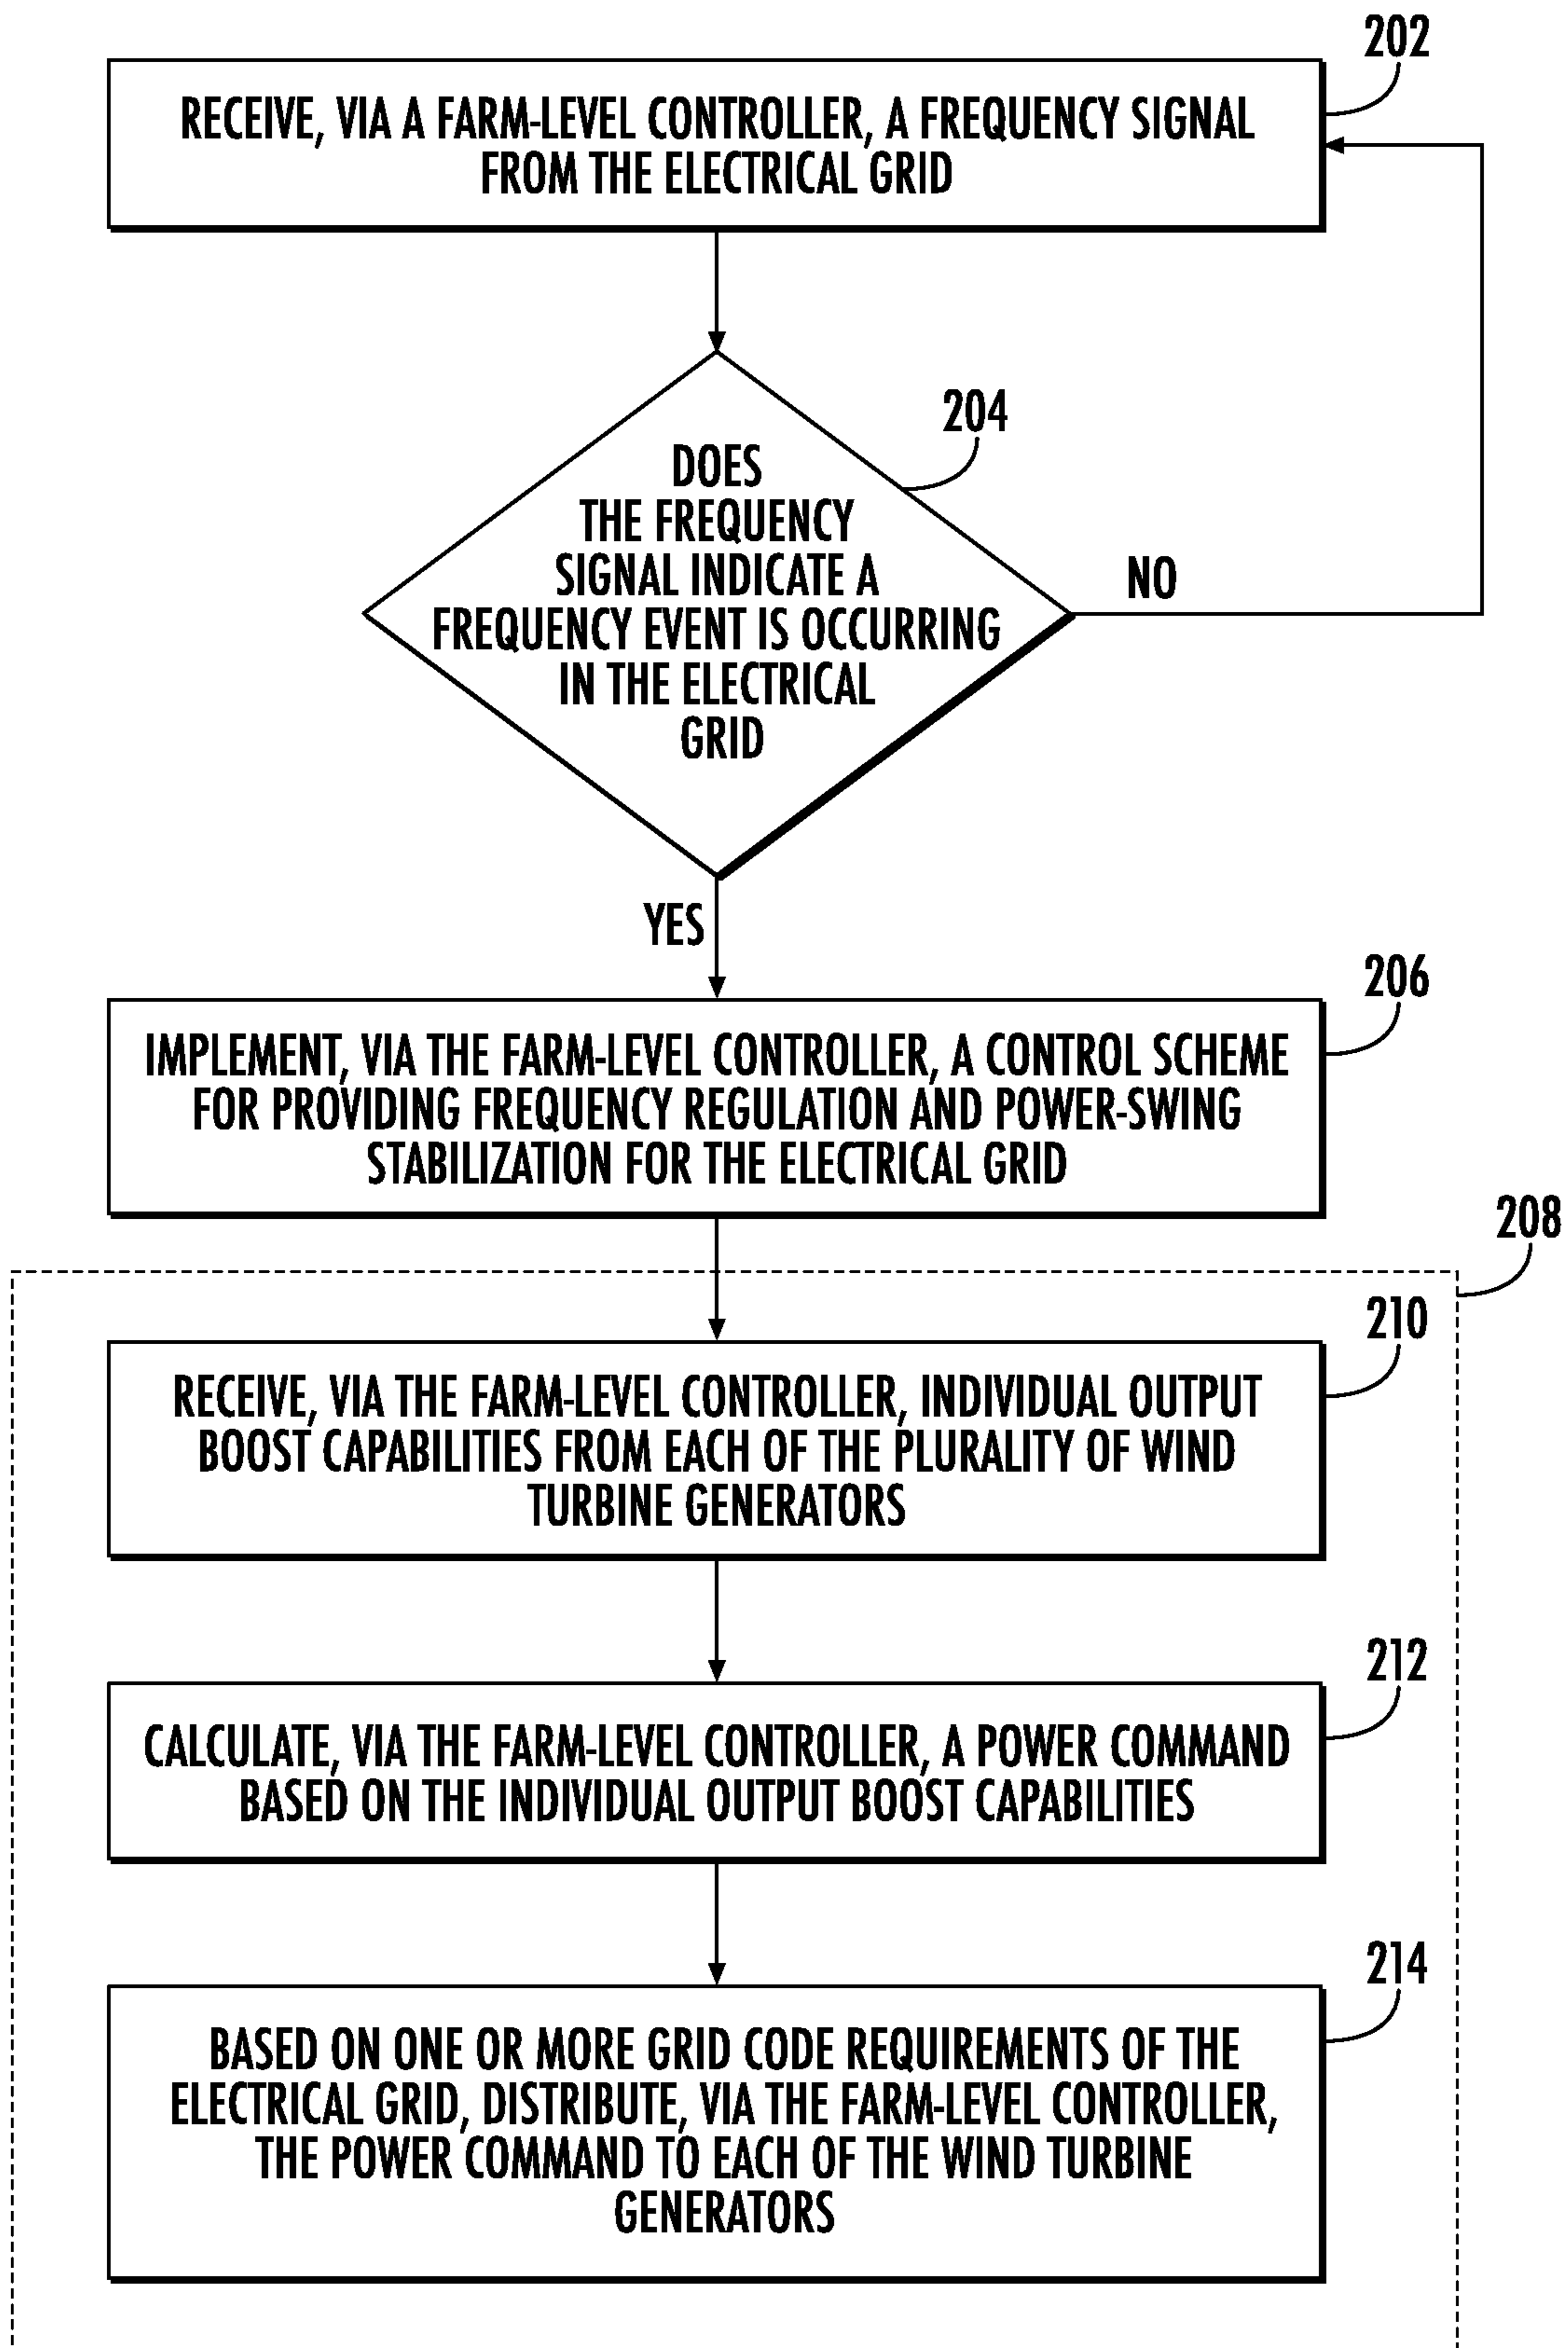 202
RECEIVE, VIA A FARM-LEVEL CONTROLLER, A FREQUENCY SIGNAL
FROM THE ELECTRICAL GRID
204
DOES
THE FREQUENCY
SIGNAL INDICATE A
FREQUENCY EVENT IS OCCURRING
IN THE ELECTRICAL
GRID
NO
YES
206
IMPLEMENT, VIA THE FARM-LEVEL CONTROLLER, A CONTROL SCHEME
FOR PROVIDING FREQUENCY REGULATION AND POWER-SWING
STABILIZATION FOR THE ELECTRICAL GRID
208
210
RECEIVE, VIA THE FARM-LEVEL CONTROLLER, INDIVIDUAL OUTPUT
BOOST CAPABILITIES FROM EACH OF THE PLURALITY OF WIND
TURBINE GENERATORS
212
CALCULATE, VIA THE FARM-LEVEL CONTROLLER, A POWER COMMAND
BASED ON THE INDIVIDUAL OUTPUT BOOST CAPABILITIES
214
BASED ON ONE OR MORE GRID CODE REQUIREMENTS OF THE
ELECTRICAL GRID, DISTRIBUTE, VIA THE FARM-LEVEL CONTROLLER,
THE POWER COMMAND TO EACH OF THE WIND TURBINE
GENERATORS